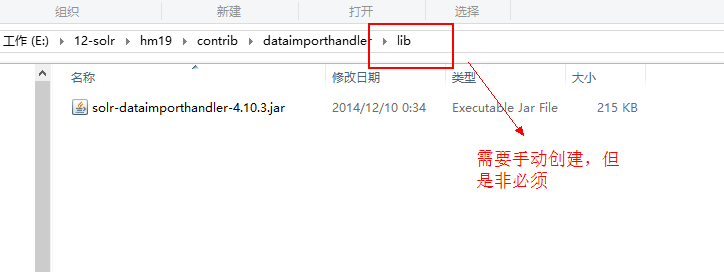 组织 新建 打开 选择
工作 (E:) 12-solr hm19 contrib dataimporthandler lib
名称 修改日期 类型 大小
solr-dataimporthandler-4.10.3.jar 2014/12/10 0:34 Executable Jar File 215 KB
需要手动创建，但
是非必须